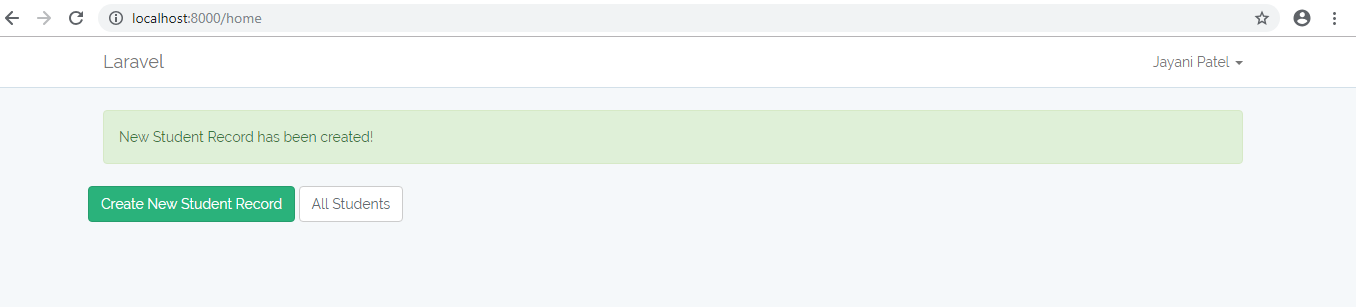 localhost:8000/home
Laravel
Jayani Patel
New Student Record has been created!
Create New Student Record
All Students